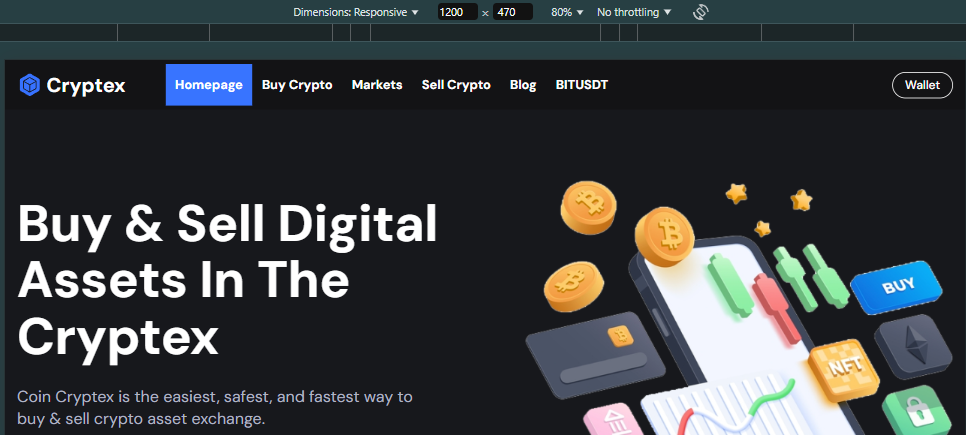 Dimensions: Responsive 1200 x 470 80% No throttling
Cryptex Homepage Buy Crypto Markets Sell Crypto Blog BITUSDT Wallet
Buy & Sell Digital
Assets In The
Cryptex
Coin Cryptex is the easiest, safest, and fastest way to
buy & sell crypto asset exchange.
BUY
NFT